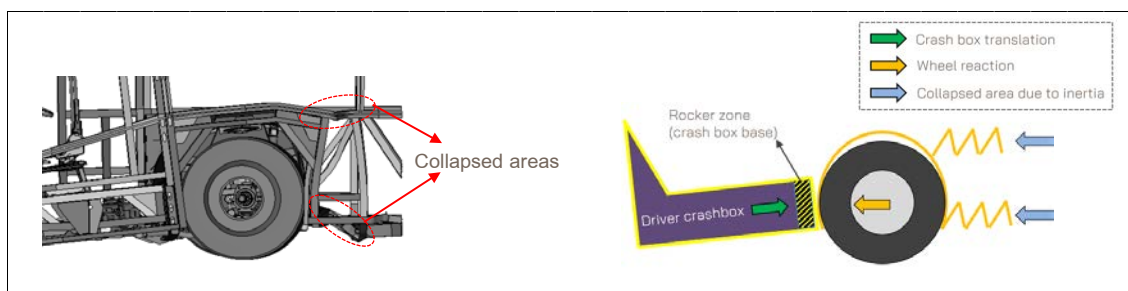 Collapsed areas
Crash box translation
Wheel reaction
Collapsed area due to inertia
Rocker zone
(crash box base)
Driver crashbox